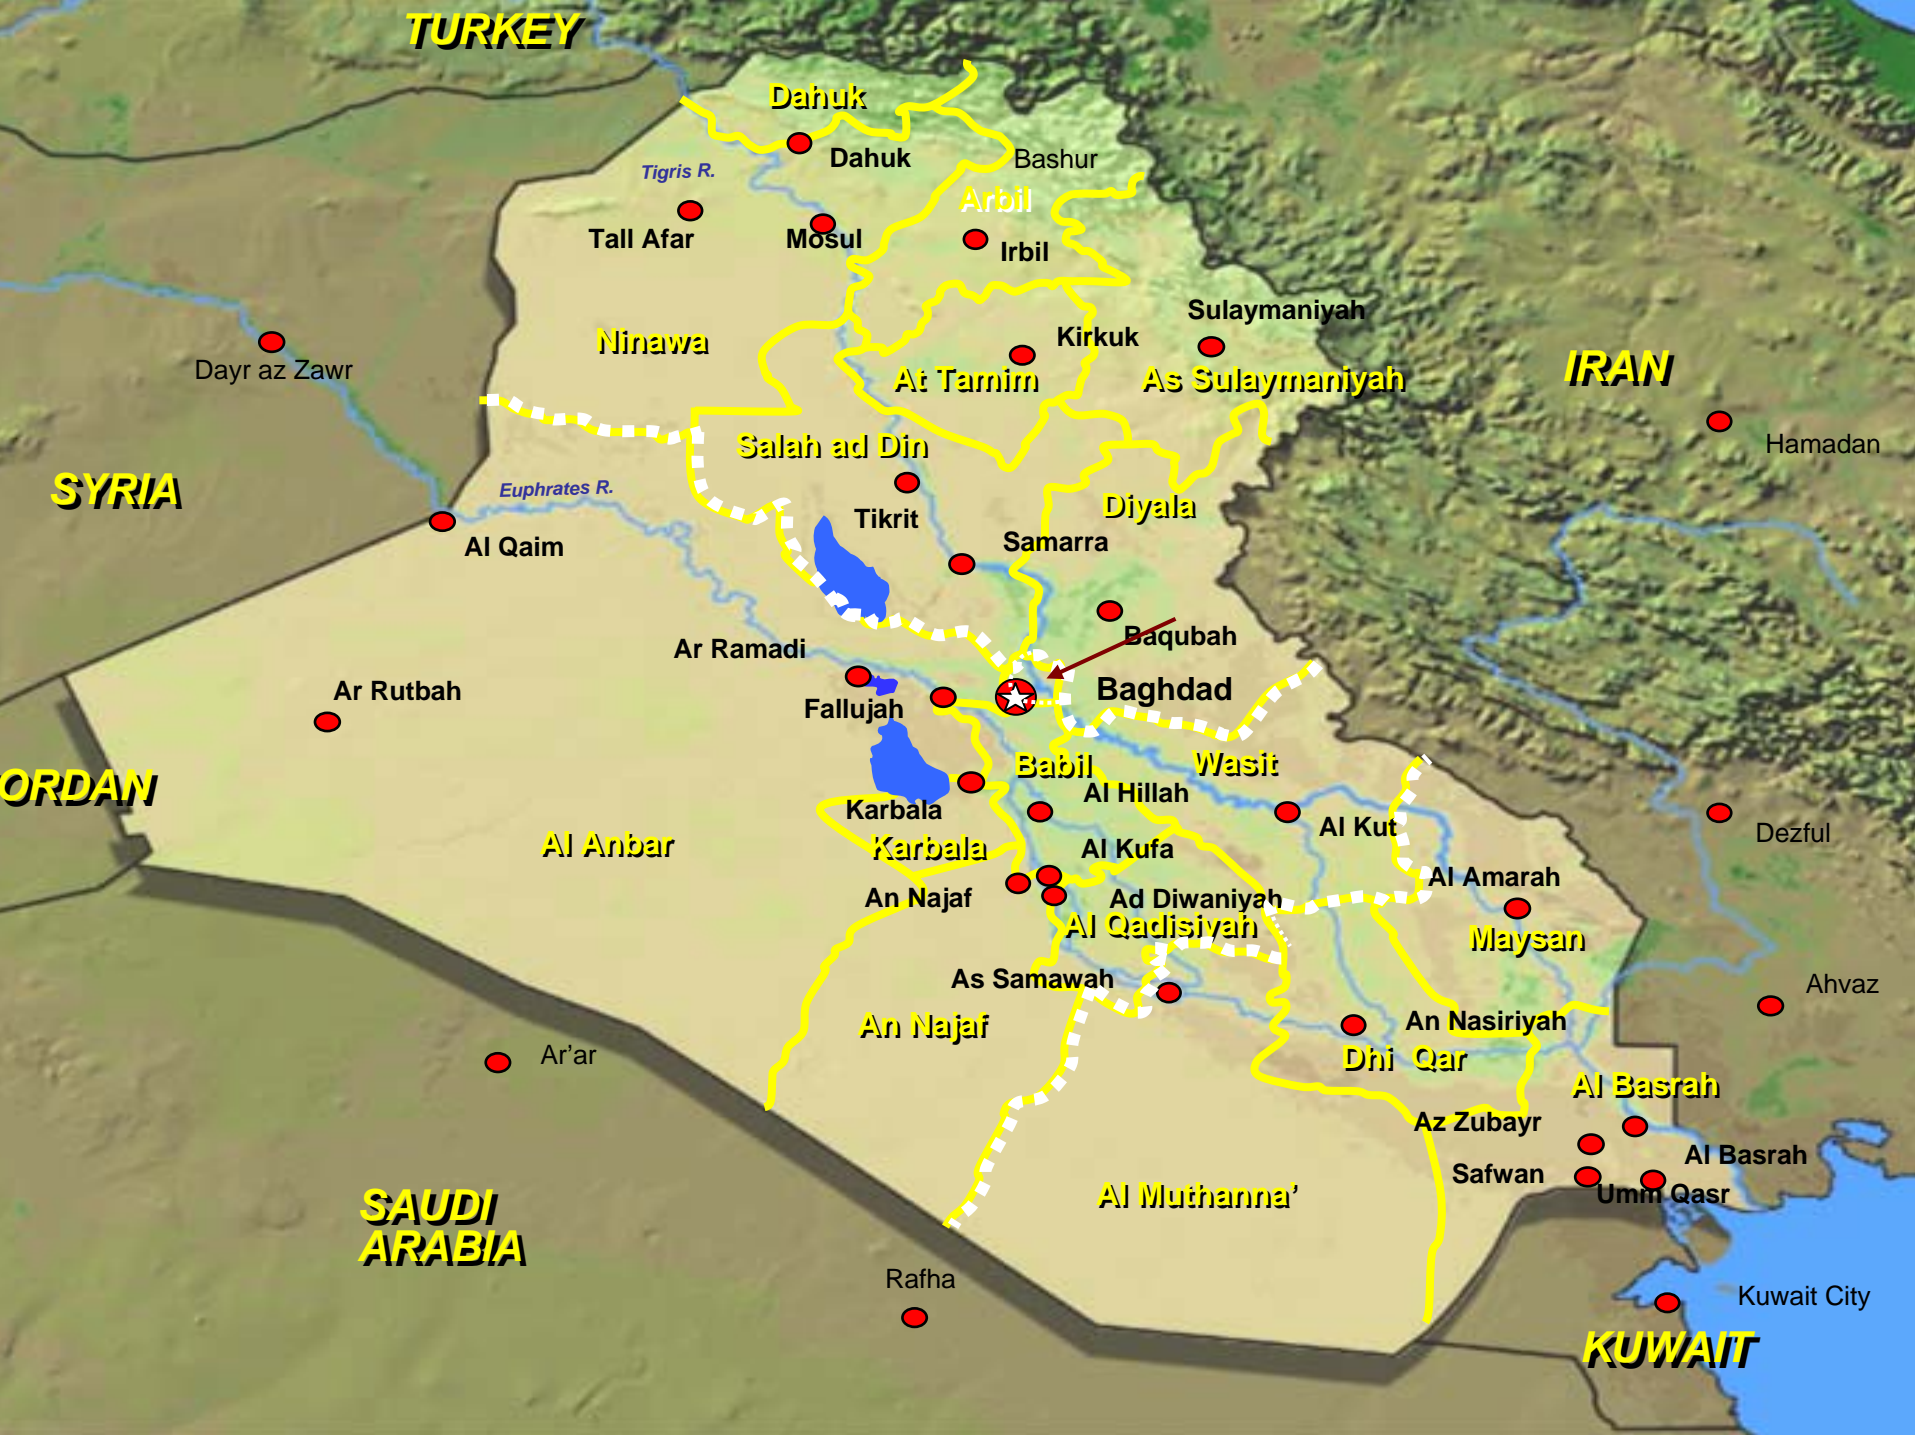 TURKEY
Dahuk
Dahuk
Bashur
Tigris R.
Arbil
Tall Afar
Mosul
Irbil
Sulaymaniyah
Ninawa
Kirkuk
Dayr az Zawr
At Tamim
As Sulaymaniyah
IRAN
Salah ad Din
Hamadan
SYRIA
Euphrates R.
Diyala
Tikrit
Al Qaim
Samarra
Baqubah
Ar Ramadi
Ar Rutbah
Baghdad
Fallujah
ORDAN
Babil
Wasit
Al Hillah
Karbala
Al Kut
Dezful
Al Anbar
Karbala
Al Kufa
Al Amarah
An Najaf
Ad Diwaniyah
Al Qadisiyah
Maysan
As Samawah
Ahvaz
An Najaf
An Nasiriyah
Ar’ar
Dhi Qar
Al Basrah
Az Zubayr
Al Basrah
Safwan
Umm Qasr
Al Muthanna’
SAUDI
ARABIA
Rafha
Kuwait City
KUWAIT